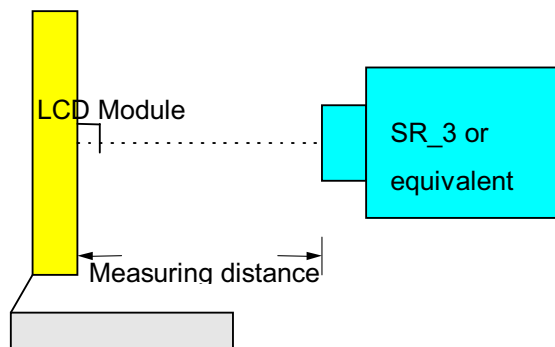 LCD Module
SR_3 or
equivalent
Measuring distance